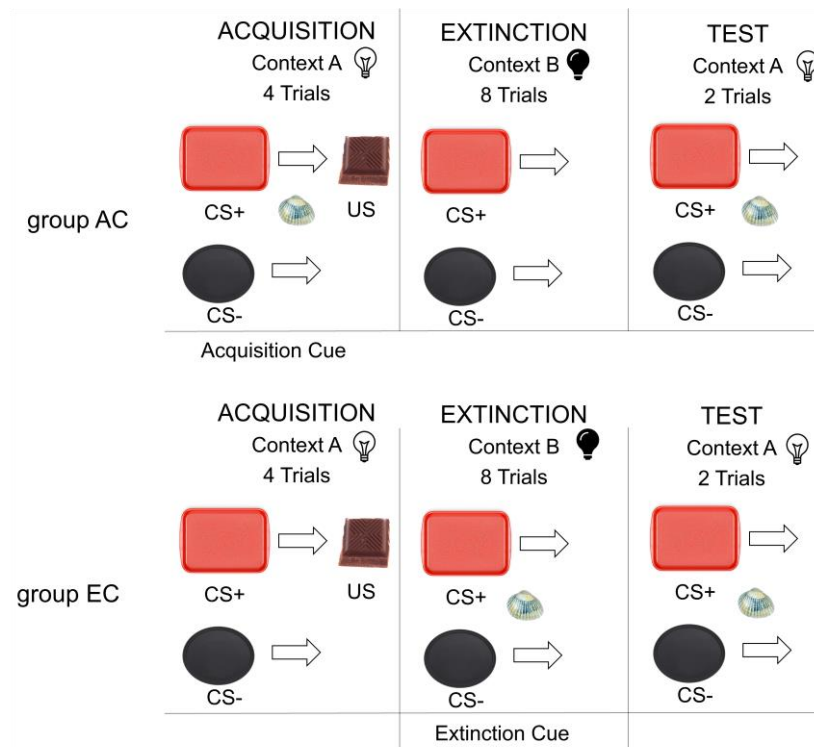 ACQUISITION
Context A
4 Trials
EXTINCTION
Context B
8 Trials
TEST
Context A
2 Trials
group AC
CS+
US
CS-
CS+
CS-
CS+
CS-
Acquisition Cue
ACQUISITION
Context A
4 Trials
EXTINCTION
Context B
8 Trials
TEST
Context A
2 Trials
group EC
CS+
US
CS-
CS+
CS-
CS+
CS-
Extinction Cue